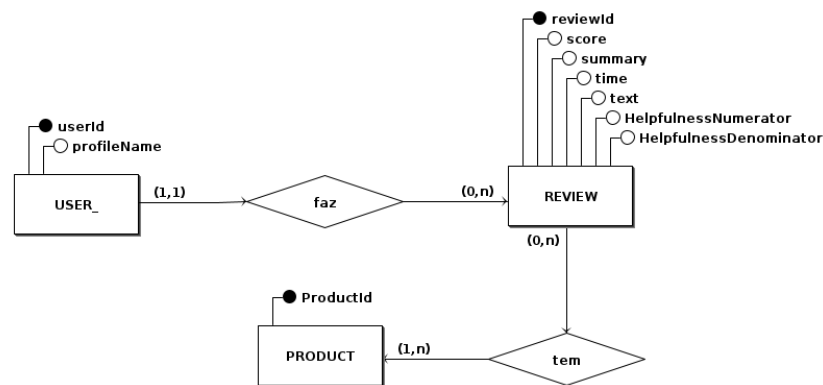 reviewId
score
summary
time
text
HelpfulnessNumerator
HelpfulnessDenominator
userId
profileName
USER_
(1,1)
faz
(0,n)
REVIEW
(0,n)
ProductId
PRODUCT
(1,n)
tem